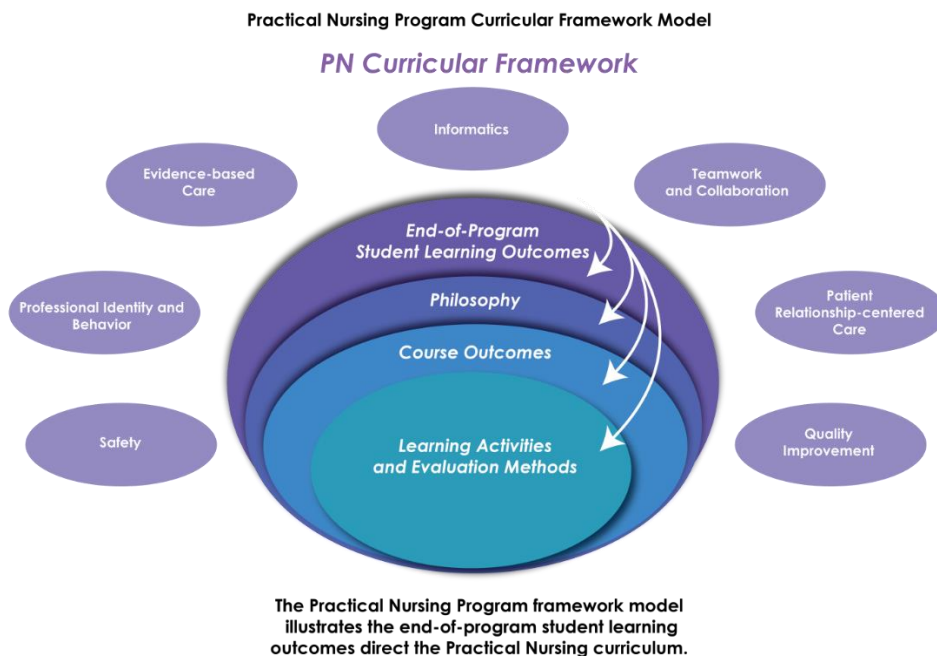 Practical Nursing Program Curricular Framework Model
PN Curricular Framework
Informatics
Evidence-based
Care
Teamwork
and Collaboration
End-of-Program
Student Learning Outcomes
Professional Identity and
Behavior
Philosophy
Patient
Relationship-centered
Care
Course Outcomes
Safety
Learning Activities
and Evaluation Methods
Quality
Improvement
The Practical Nursing Program framework model
illustrates the end-of-program student learning
outcomes direct the Practical Nursing curriculum.